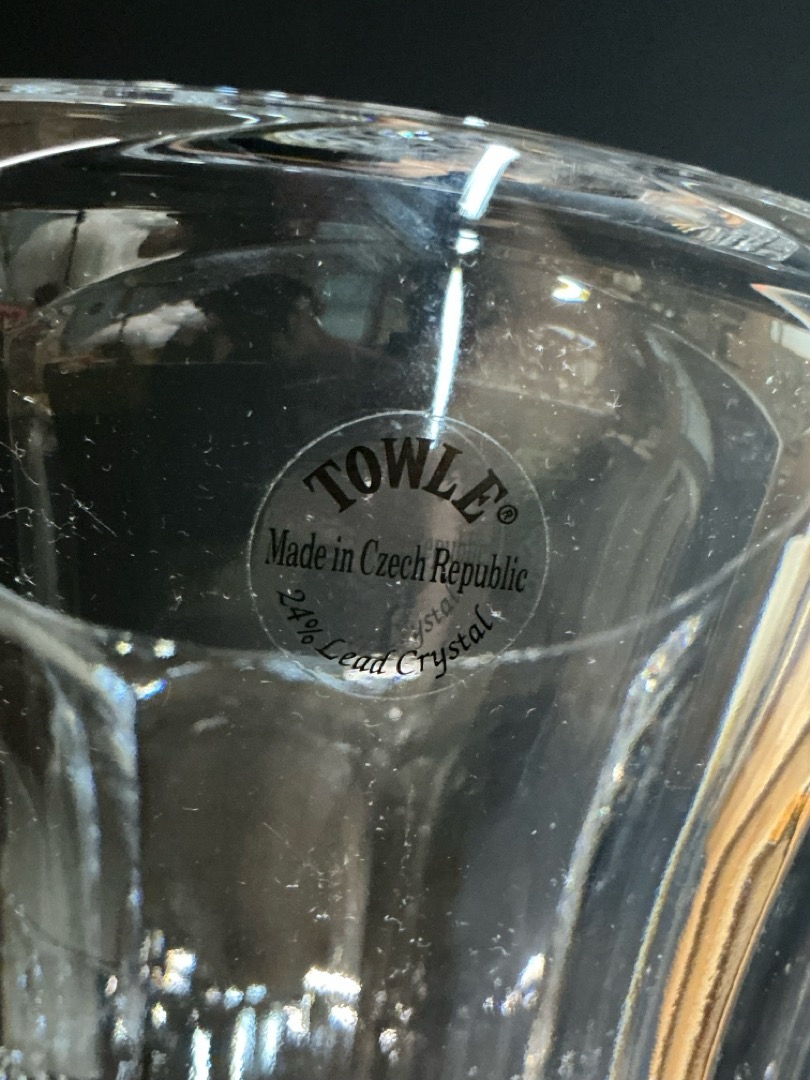 TOWLE®
Made in Czech Republic
24% Lead Crystal